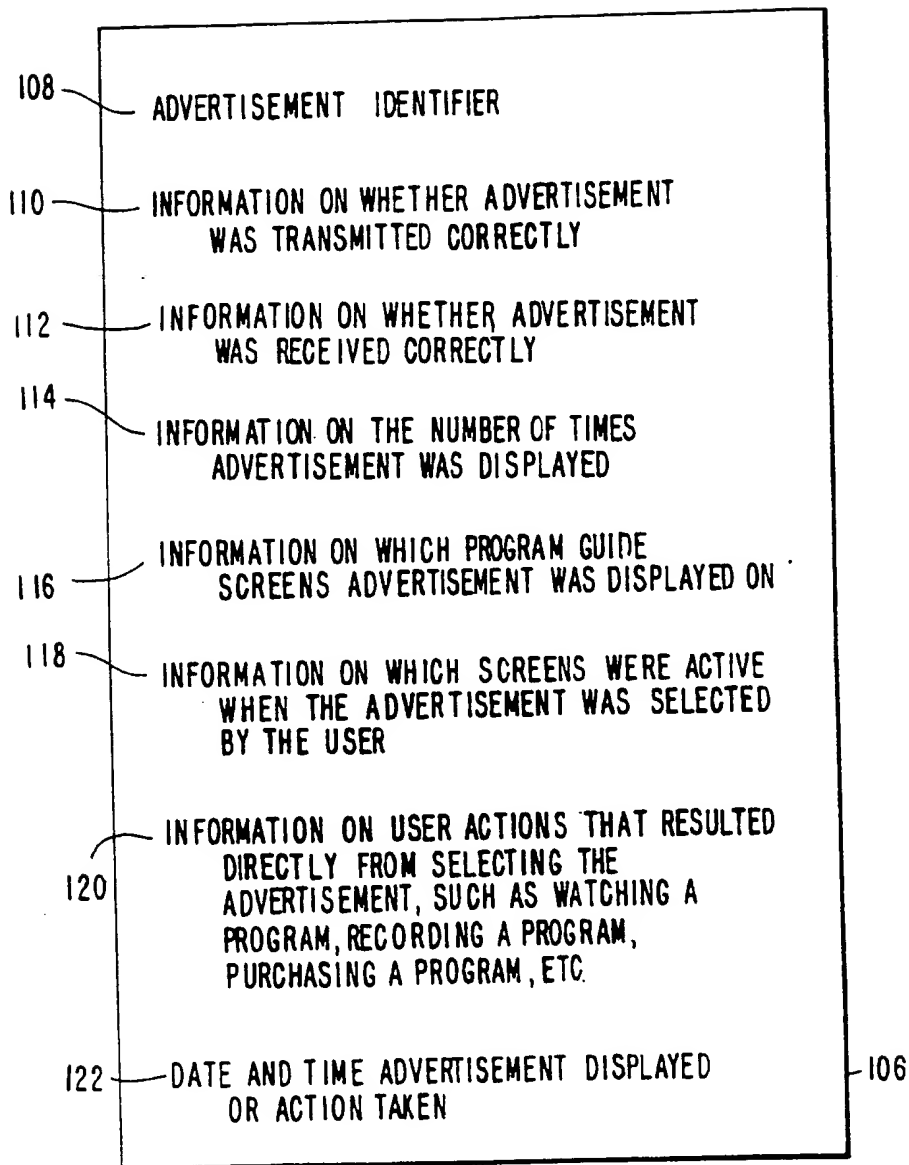 108
ADVERTISEMENT IDENTIFIER
110
INFORMATION ON WHETHER ADVERTISEMENT
WAS TRANSMITTED CORRECTLY
112
INFORMATION ON WHETHER ADVERTISEMENT
WAS RECEIVED CORRECTLY
114
INFORMATION ON THE NUMBER OF TIMES
ADVERTISEMENT WAS DISPLAYED
116
INFORMATION ON WHICH PROGRAM GUIDE
SCREENS ADVERTISEMENT WAS DISPLAYED ON
118
INFORMATION ON WHICH SCREENS WERE ACTIVE
WHEN THE ADVERTISEMENT WAS SELECTED
BY THE USER
120
INFORMATION ON USER ACTIONS THAT RESULTED
DIRECTLY FROM SELECTING THE
ADVERTISEMENT, SUCH AS WATCHING A
PROGRAM, RECORDING A PROGRAM,
PURCHASING A PROGRAM, ETC.
122
DATE AND TIME ADVERTISEMENT DISPLAYED
OR ACTION TAKEN
106